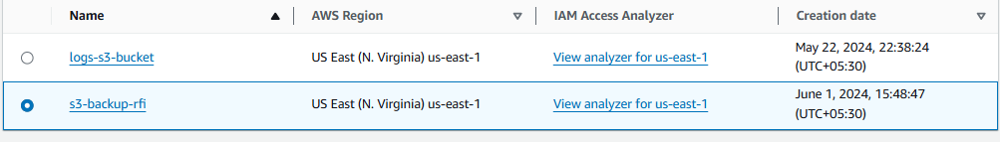 Name AWS Region IAM Access Analyzer Creation date
logs-s3-bucket US East (N. Virginia) us-east-1 View analyzer for us-east-1 May 22, 2024, 22:38:24 (UTC+05:30)
s3-backup-rfi US East (N. Virginia) us-east-1 View analyzer for us-east-1 June 1, 2024, 15:48:47 (UTC+05:30)